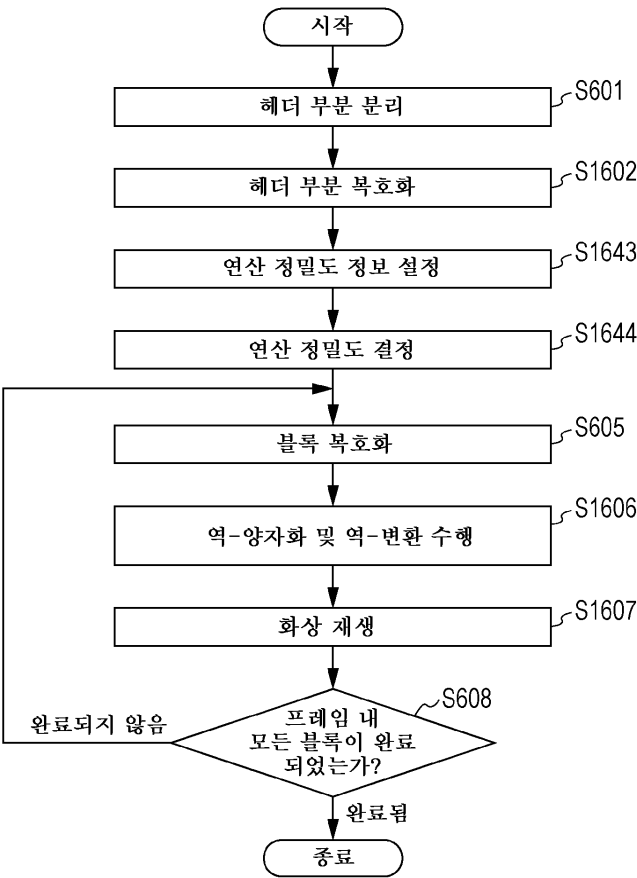 시작
헤더 부분 분리
S601
헤더 부분 복호화
S1602
연산 정밀도 정보 설정
S1643
연산 정밀도 결정
S1644
블록 복호화
S605
역-양자화 및 역-변환 수행
S1606
화상 재생
S1607
프레임 내
모든 블록이 완료
되었는가?
S608
완료되지 않음
완료됨
종료